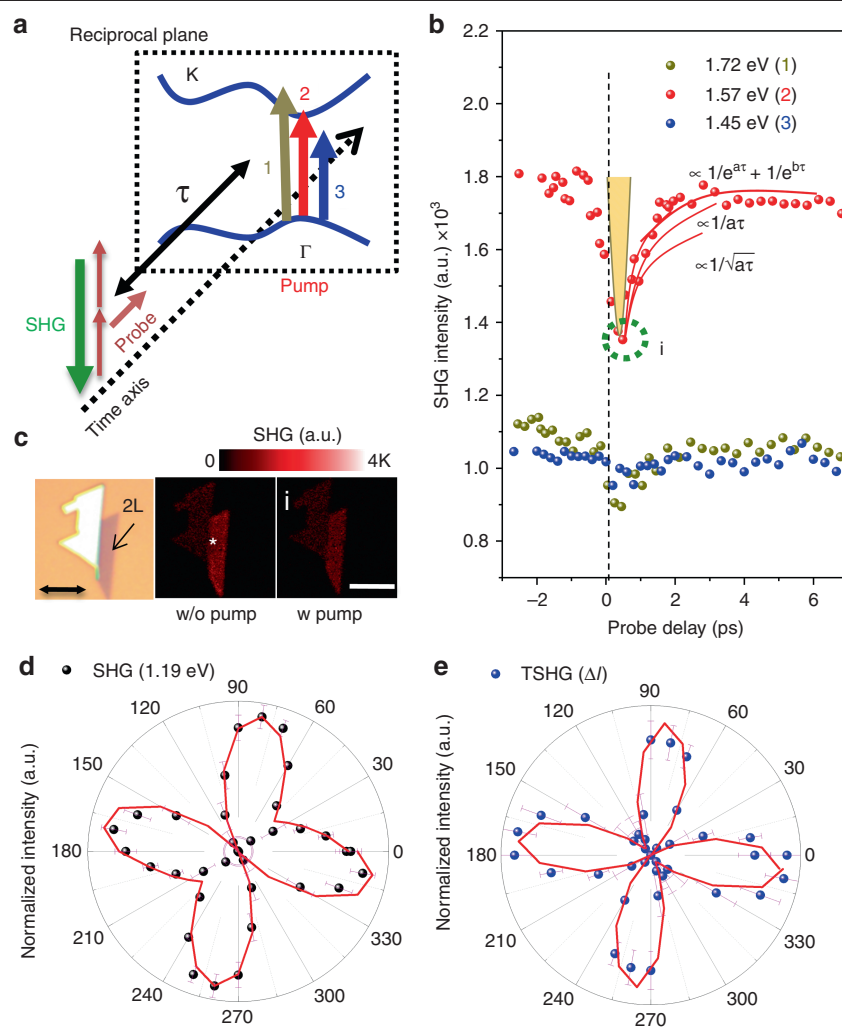 a
Reciprocal plane
K
2
1
3
τ
Γ
Pump
SHG
Probe
Time axis
b
2.2
2.0
1.8
1.6
1.4
1.2
1.0
0.8
SHG intensity (a.u.) ×10³
1.72 eV (1)
1.57 eV (2)
1.45 eV (3)
∝ 1/e^{aτ} + 1/e^{bτ}
∝1/aτ
∝1/√aτ
i
−2 0 2 4 6
Probe delay (ps)
c
SHG (a.u.)
0 4K
2L
*
i
w/o pump
w pump
d
SHG (1.19 eV)
Normalized intensity (a.u.)
90
120 60
150 30
180 0
210 330
240 300
270
e
TSHG (ΔI)
Normalized intensity (a.u.)
90
120 60
150 30
180 0
210 330
240 300
270